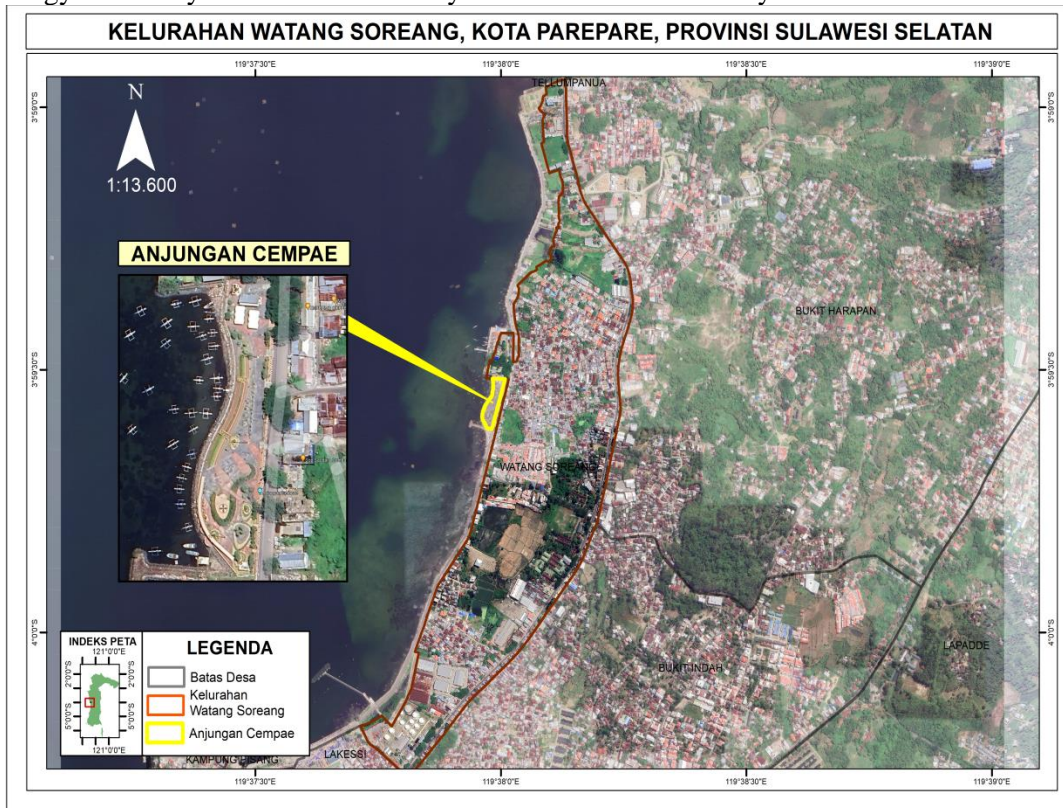 KELURAHAN WATANG SOREANG, KOTA PAREPARE, PROVINSI SULAWESI SELATAN
119°37'30"E 119°38'0"E 119°38'30"E 119°39'0"E
TELLUMPANUA
N
3°59'0"S 3°59'0"S
1:13.600
ANJUNGAN CEMPAE
BUKIT HARAPAN
3°59'30"S 3°59'30"S
WATANG SOREANG
4°0'0"S 4°0'0"S
INDEKS PETA
121°0'0"E
2°0'0"S 2°0'0"S
5°0'0"S 5°0'0"S
121°0'0"E
LEGENDA
Batas Desa
Kelurahan
Watang Soreang
Anjungan Cempae
BUKIT INDAH
LAPADDE
LAKESSI
KAMPUNG PISANG
119°37'30"E 119°38'0"E 119°38'30"E 119°39'0"E